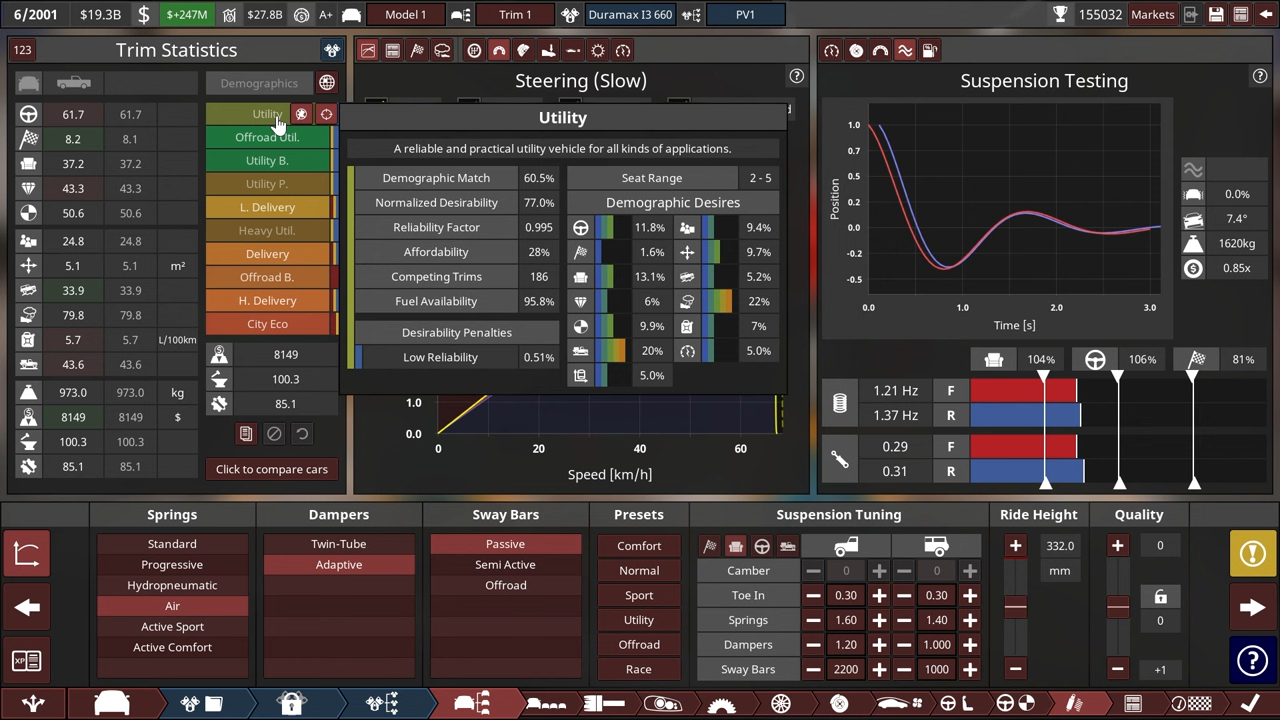 6/2001 $19.3B $+247M $27.8B A+ Model 1 Trim 1 Duramax I3 660 PV1 155032 Markets
123 Trim Statistics
Demographics
61.7 61.7
8.2 8.2
37.2 37.2
43.3 43.3
50.6 50.6
24.8 24.8
5.1 5.1 m²
33.9 33.9
79.8 79.8
5.7 5.7 L/100km
43.6 43.6
973.0 973.0 kg
8149 8149 $
100.3 100.3
85.1 85.1
Utility
Offroad Util.
Utility B.
Utility P.
L. Delivery
Heavy Util.
Delivery
Offroad B.
H. Delivery
City Eco
8149
100.3
85.1
Click to compare cars
Steering (Slow)
?
Utility
A reliable and practical utility vehicle for all kinds of applications.
Demographic Match 60.5%
Normalized Desirability 77.0%
Reliability Factor 0.995
Affordability 28%
Competing Trims 186
Fuel Availability 95.8%
Desirability Penalties
Low Reliability 0.51%
Seat Range 2 - 5
Demographic Desires
11.8% 9.4%
1.6% 9.7%
13.1% 5.2%
6% 22%
9.9% 7%
20% 5.0%
5.0%
1.0
0.0
0 20 40 60
Speed [km/h]
Suspension Testing
?
Position
1.0
0.7
0.5
0.2
0.0
-0.2
-0.5
0.0 1.0 2.0 3.0
Time [s]
0.0%
7.4°
1620kg
0.85x
104% 106% 81%
1.21 Hz F
1.37 Hz R
0.29 F
0.31 R
Springs
Standard
Progressive
Hydropneumatic
Air
Active Sport
Active Comfort
Dampers
Twin-Tube
Adaptive
Sway Bars
Passive
Semi Active
Offroad
Presets
Comfort
Normal
Sport
Utility
Offroad
Race
Suspension Tuning
Camber − 0 + − 0 +
Toe In − 0.30 + − 0.30 +
Springs − 1.60 + − 1.40 +
Dampers − 1.20 + − 1.000 +
Sway Bars − 2200 + − 1000 +
Ride Height
+ 332.0
mm
−
Quality
+ 0
0
− +1
XP
!
?